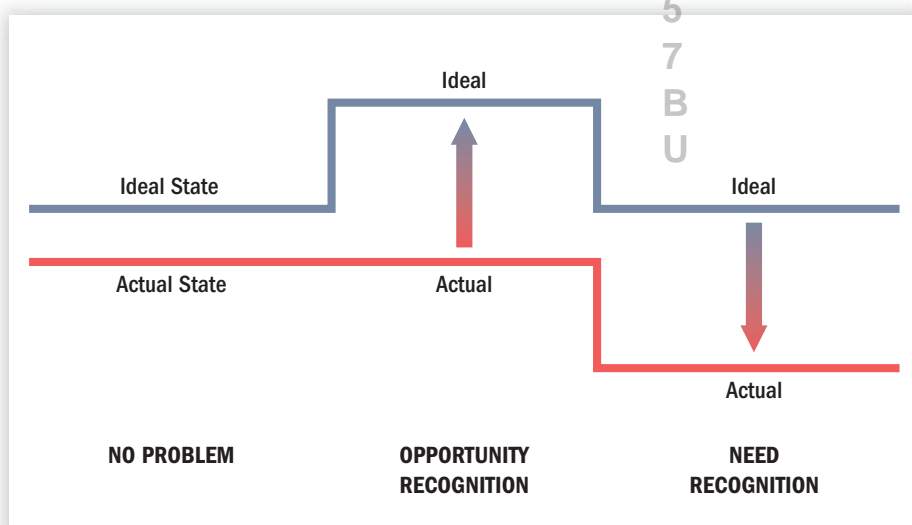 5
7
B
U
Ideal
Ideal State
Ideal
Actual State
Actual
Actual
NO PROBLEM
OPPORTUNITY
RECOGNITION
NEED
RECOGNITION